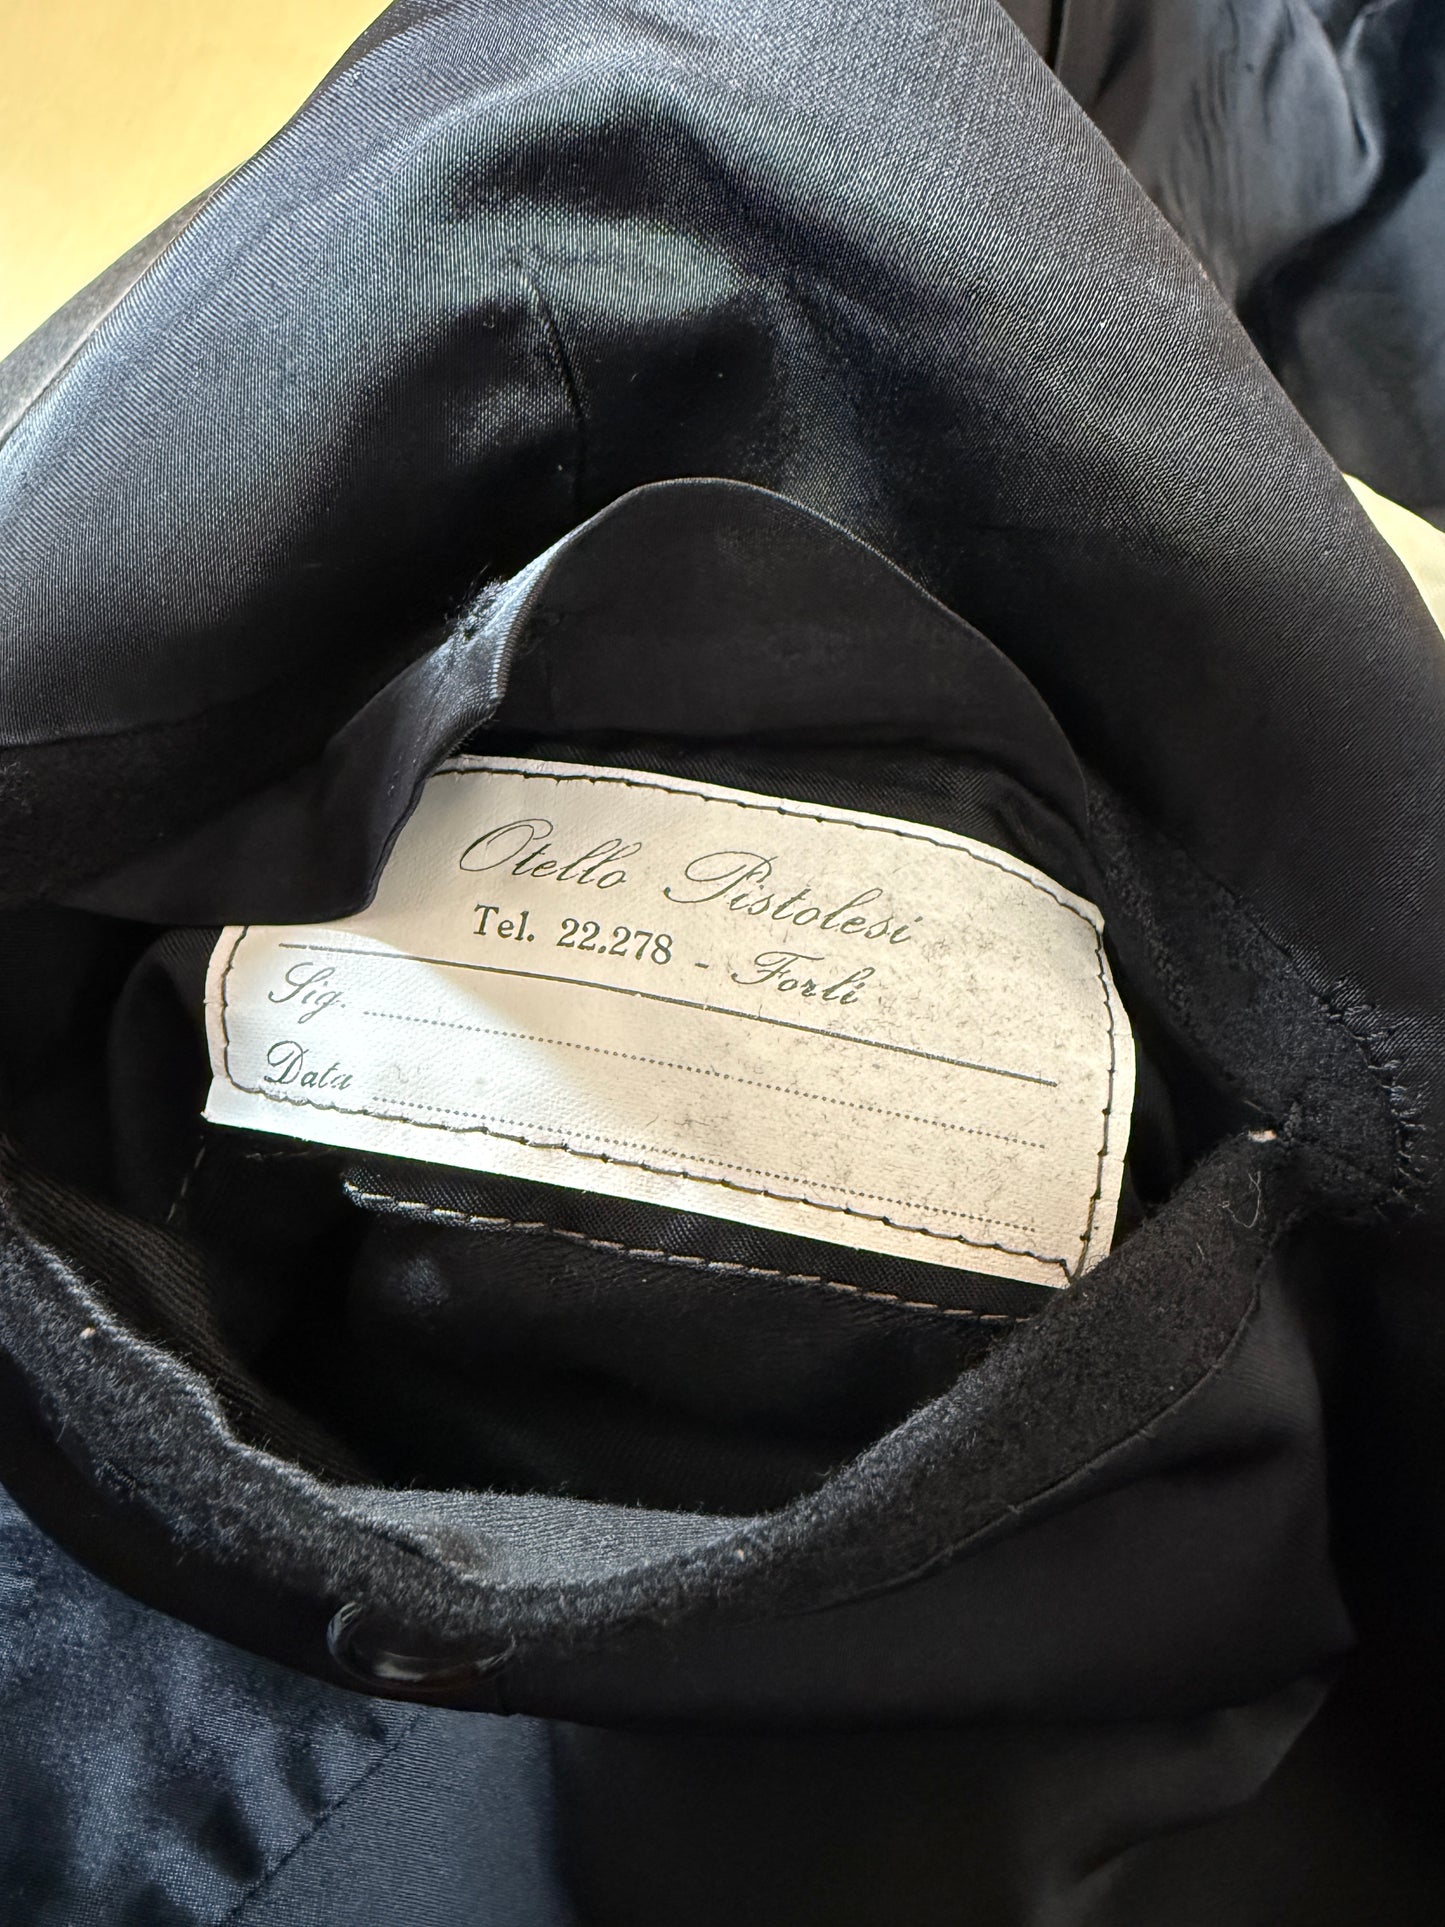 Otello Pistolesi
Tel. 22.278 - Forlì
Sig.
Data